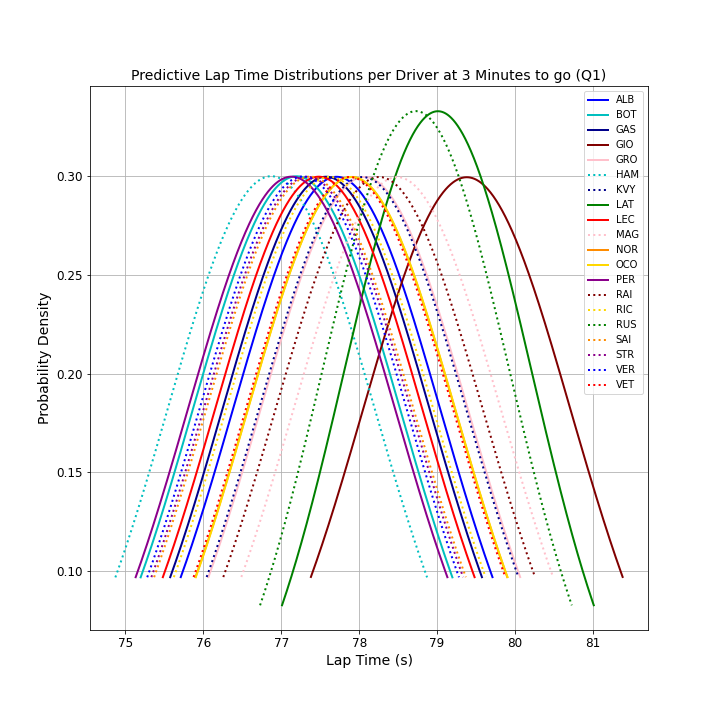 Predictive Lap Time Distributions per Driver at 3 Minutes to go (Q1)
ALB
BOT
GAS
GIO
GRO
HAM
KVY
LAT
LEC
MAG
NOR
OCO
PER
RAI
RIC
RUS
SAI
STR
VER
VET
Probability Density
0.30
0.25
0.20
0.15
0.10
75 76 77 78 79 80 81
Lap Time (s)